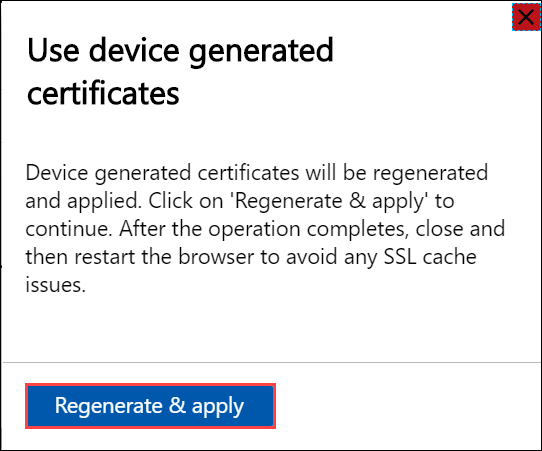 Use device generated
certificates
Device generated certificates will be regenerated
and applied. Click on 'Regenerate & apply' to
continue. After the operation completes, close and
then restart the browser to avoid any SSL cache
issues.
Regenerate & apply